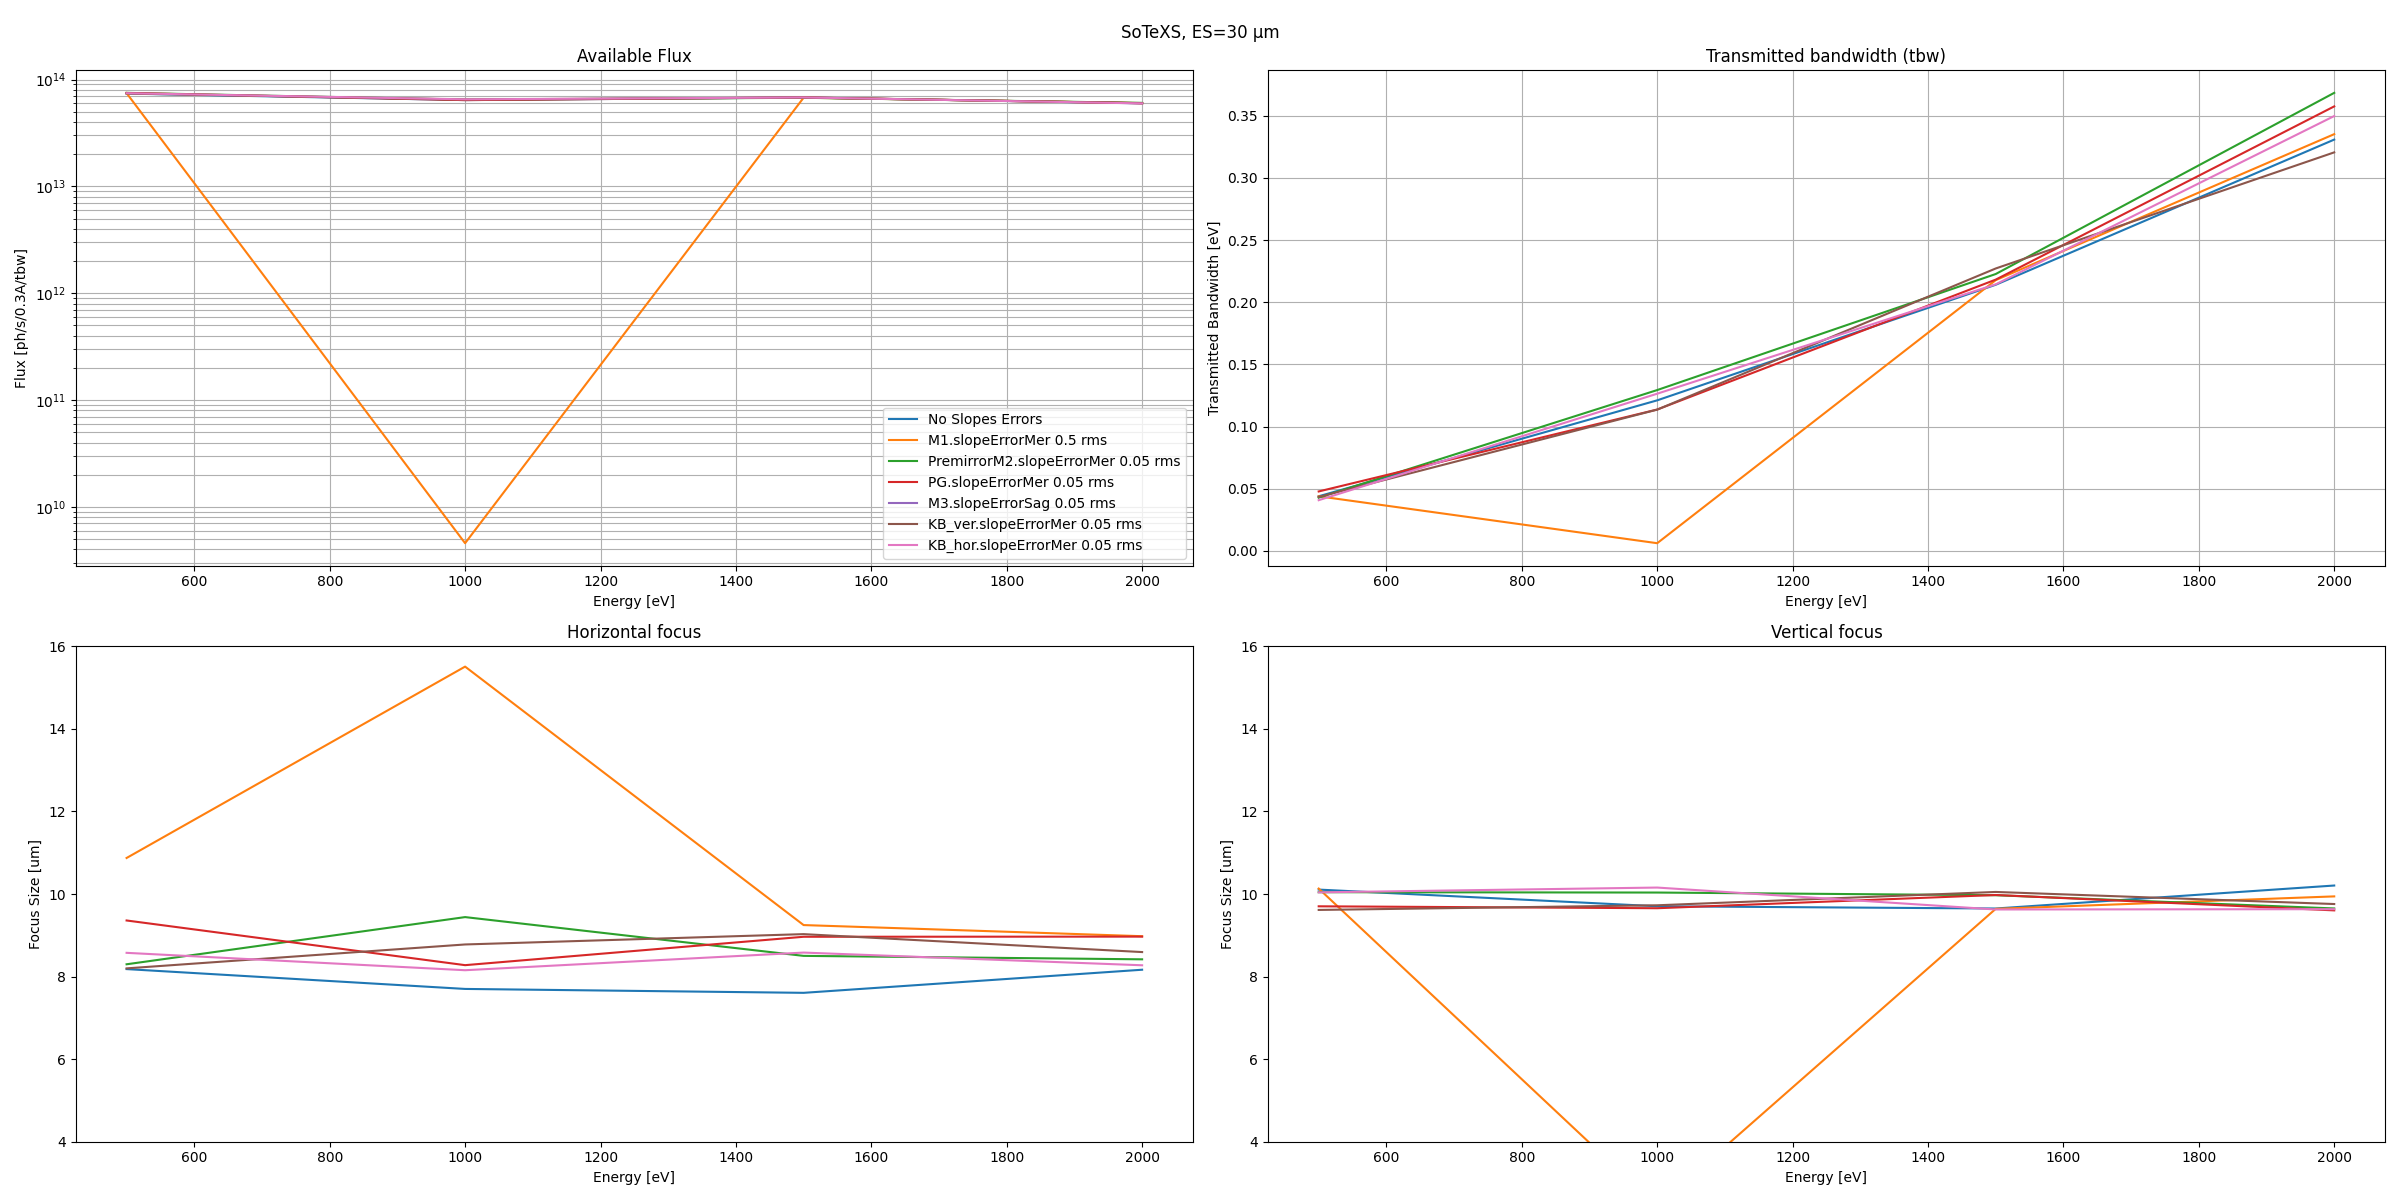 SoTeXS, ES=30 μm
Available Flux
10^14
10^13
10^12
10^11
10^10
Flux [ph/s/0.3A/tbw]
600 800 1000 1200 1400 1600 1800 2000
Energy [eV]
No Slopes Errors
M1.slopeErrorMer 0.5 rms
PremirrorM2.slopeErrorMer 0.05 rms
PG.slopeErrorMer 0.05 rms
M3.slopeErrorSag 0.05 rms
KB_ver.slopeErrorMer 0.05 rms
KB_hor.slopeErrorMer 0.05 rms
Transmitted bandwidth (tbw)
0.35
0.30
0.25
0.20
0.15
0.10
0.05
0.00
Transmitted Bandwidth [eV]
600 800 1000 1200 1400 1600 1800 2000
Energy [eV]
Horizontal focus
16
14
12
10
8
6
4
Focus Size [um]
600 800 1000 1200 1400 1600 1800 2000
Energy [eV]
Vertical focus
16
14
12
10
8
6
4
Focus Size [um]
600 800 1000 1200 1400 1600 1800 2000
Energy [eV]